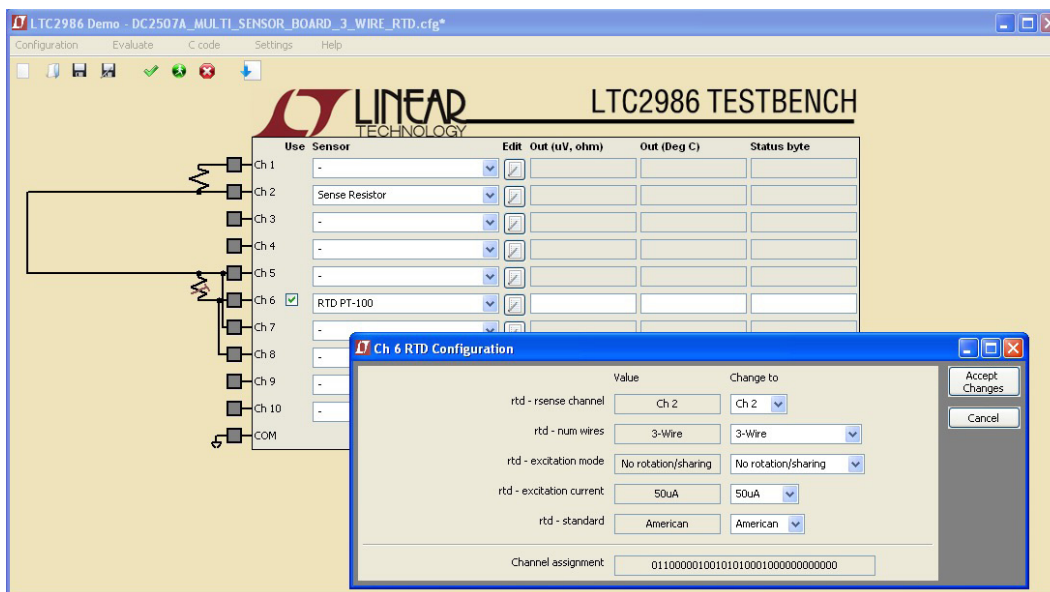 LTC2986 Demo - DC2507A_MULTI_SENSOR_BOARD_3_WIRE_RTD.cfg*
Configuration Evaluate C code Settings Help
LINEAR TECHNOLOGY
LTC2986 TESTBENCH
Use Sensor Edit Out (uV, ohm) Out (Deg C) Status byte
Ch 1 -
Ch 2 Sense Resistor
Ch 3 -
Ch 4 -
Ch 5 -
Ch 6 RTD PT-100
Ch 7 -
Ch 8 -
Ch 9 -
Ch 10 -
COM
Ch 6 RTD Configuration
Value Change to
Accept Changes
Cancel
rtd - rsense channel Ch 2 Ch 2
rtd - num wires 3-Wire 3-Wire
rtd - excitation mode No rotation/sharing No rotation/sharing
rtd - excitation current 50uA 50uA
rtd - standard American American
Channel assignment